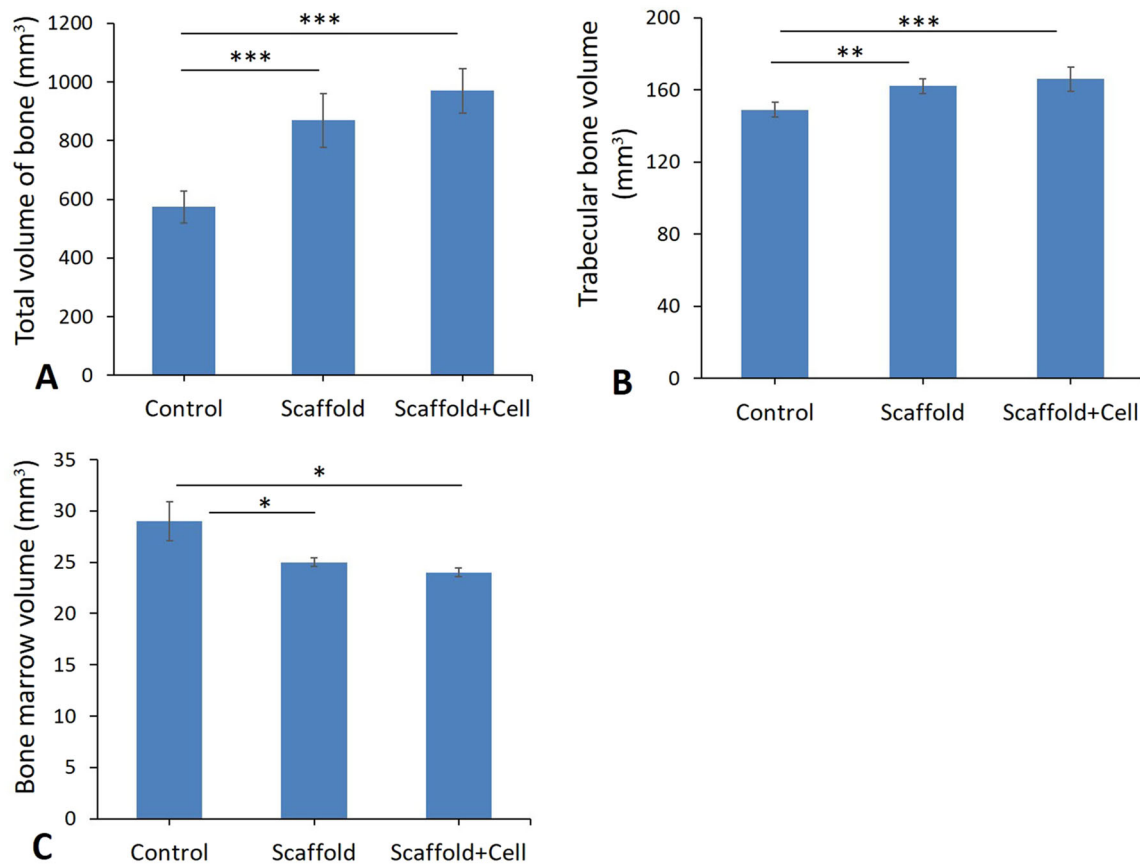 Total volume of bone (mm³)
1200
1000
800
600
400
200
0
***
***
Control Scaffold Scaffold+Cell
A
Trabecular bone volume
(mm³)
200
160
120
80
40
0
***
**
Control Scaffold Scaffold+Cell
B
Bone marrow volume (mm³)
35
30
25
20
15
10
5
0
*
*
Control Scaffold Scaffold+Cell
C